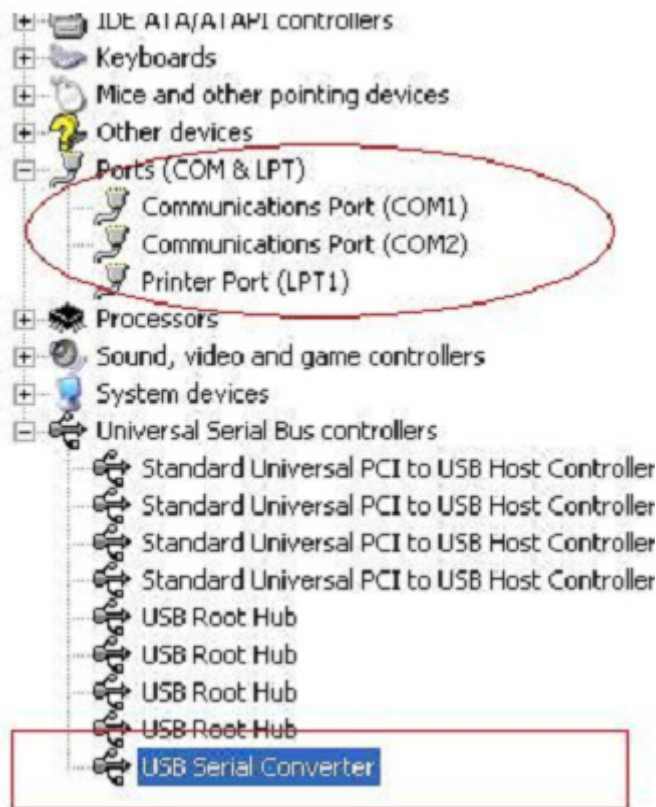 IDE ATA/ATAPI controllers
Keyboards
Mice and other pointing devices
Other devices
Ports (COM & LPT)
Communications Port (COM1)
Communications Port (COM2)
Printer Port (LPT1)
Processors
Sound, video and game controllers
System devices
Universal Serial Bus controllers
Standard Universal PCI to USB Host Controller
Standard Universal PCI to USB Host Controller
Standard Universal PCI to USB Host Controller
Standard Universal PCI to USB Host Controller
USB Root Hub
USB Root Hub
USB Root Hub
USB Root Hub
USB Serial Converter